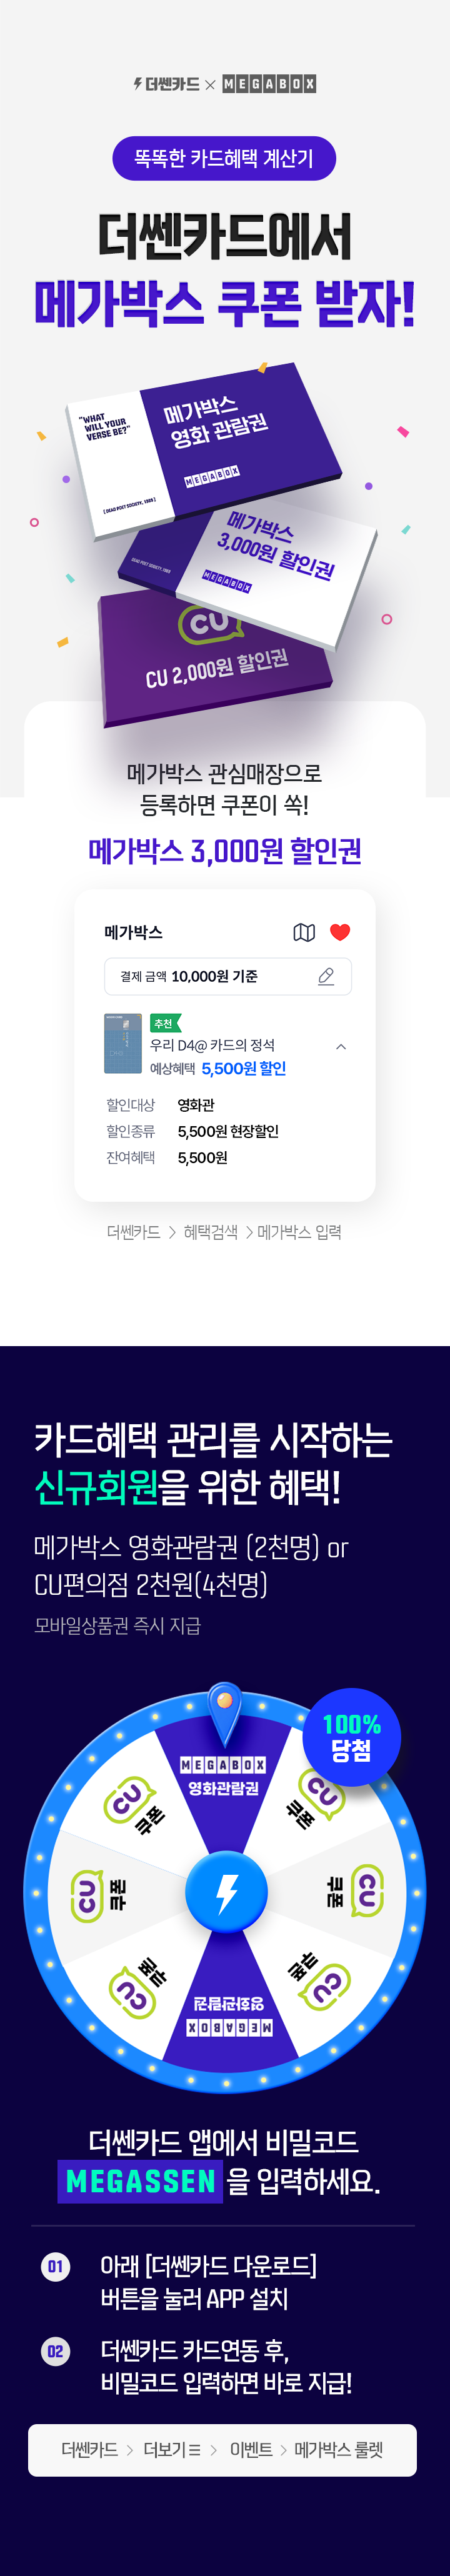 더쎈카드 × MEGABOX
똑똑한 카드혜택 계산기
더쎈카드에서
메가박스 쿠폰 받자!
"WHAT
WILL YOUR
VERSE BE?"
[ DEAD POET SOCIETY, 1989 ]
메가박스
영화 관람권
MEGABOX
메가박스
3,000원 할인권
DEAD POET SOCIETY, 1989
MEGABOX
CU
CU 2,000원 할인권
메가박스 관심매장으로
등록하면 쿠폰이 쏙!
메가박스 3,000원 할인권
메가박스
결제 금액 10,000원 기준
추천
우리 D4@ 카드의 정석
예상혜택 5,500원 할인
할인대상 영화관
할인종류 5,500원 현장할인
잔여혜택 5,500원
더쎈카드 > 혜택검색 > 메가박스 입력
카드혜택 관리를 시작하는
신규회원을 위한 혜택!
메가박스 영화관람권 (2천명) or
CU편의점 2천원(4천명)
모바일상품권 즉시 지급
100%
당첨
MEGABOX
영화관람권
CU
쿠폰
CU
쿠폰
CU
쿠폰
CU
쿠폰
CU
쿠폰
CU
쿠폰
영화관람권
MEGABOX
더쎈카드 앱에서 비밀코드
MEGASSEN 을 입력하세요.
01 아래 [더쎈카드 다운로드]
버튼을 눌러 APP 설치
02 더쎈카드 카드연동 후,
비밀코드 입력하면 바로 지급!
더쎈카드 > 더보기 ☰ > 이벤트 > 메가박스 룰렛